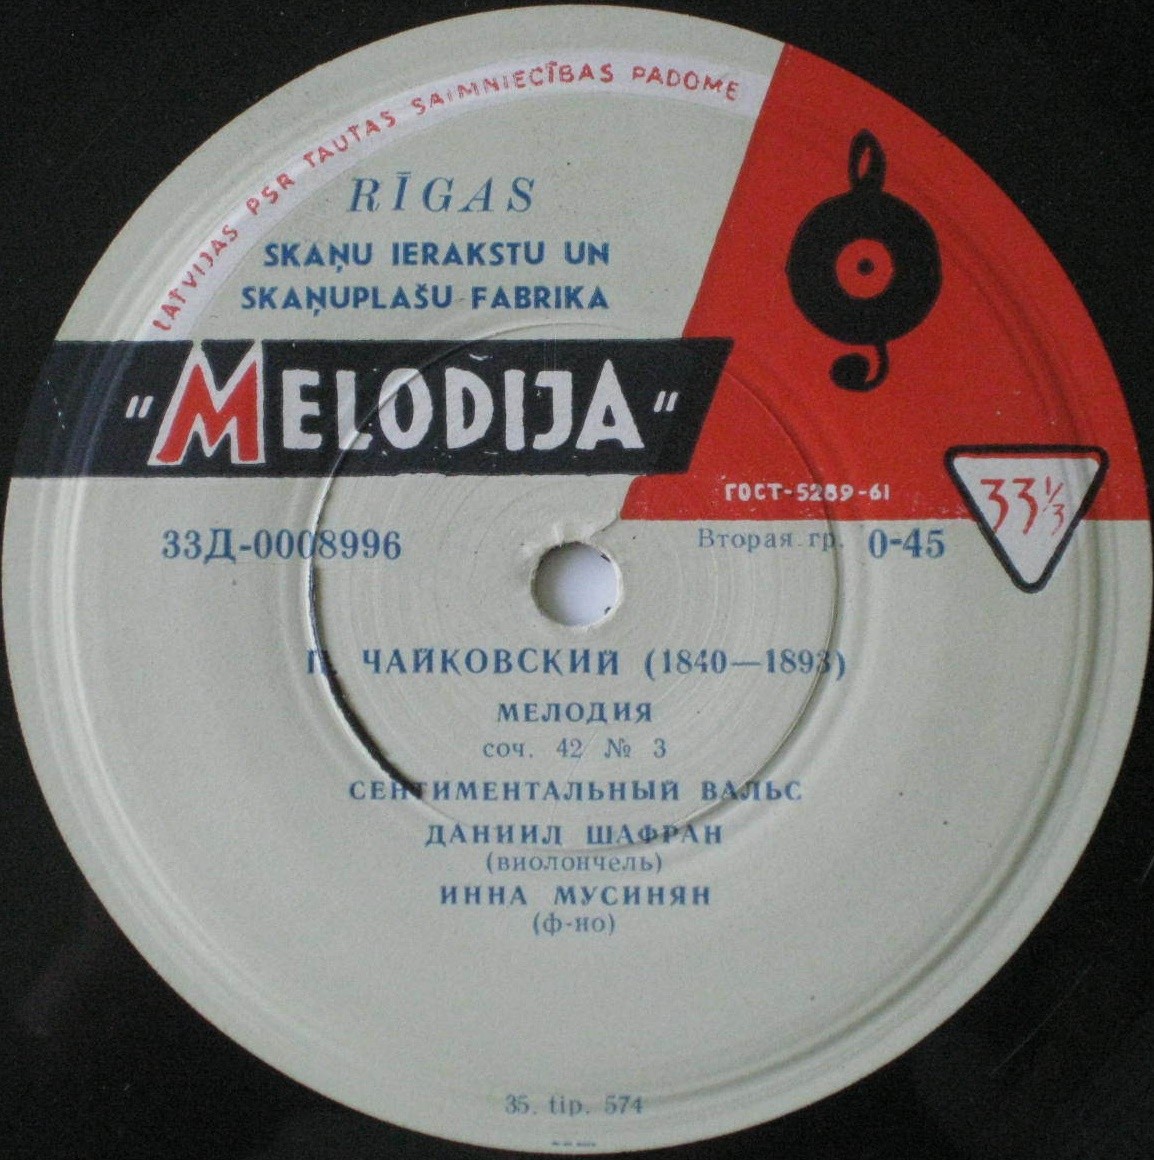 LATVIJAS PSR TAUTAS SAIMNIECĪBAS PADOME
RĪGAS
SKAŅU IERAKSTU UN
SKAŅUPLAŠU FABRIKA
"MELODIJA"
ГОСТ-5289-61
33⅓
33Д-0008996
Вторая гр. 0-45
П. ЧАЙКОВСКИЙ (1840—1893)
МЕЛОДИЯ
соч. 42 № 3
СЕНТИМЕНТАЛЬНЫЙ ВАЛЬС
ДАНИИЛ ШАФРАН
(виолончель)
ИННА МУСИНЯН
(ф-но)
35. tip. 574